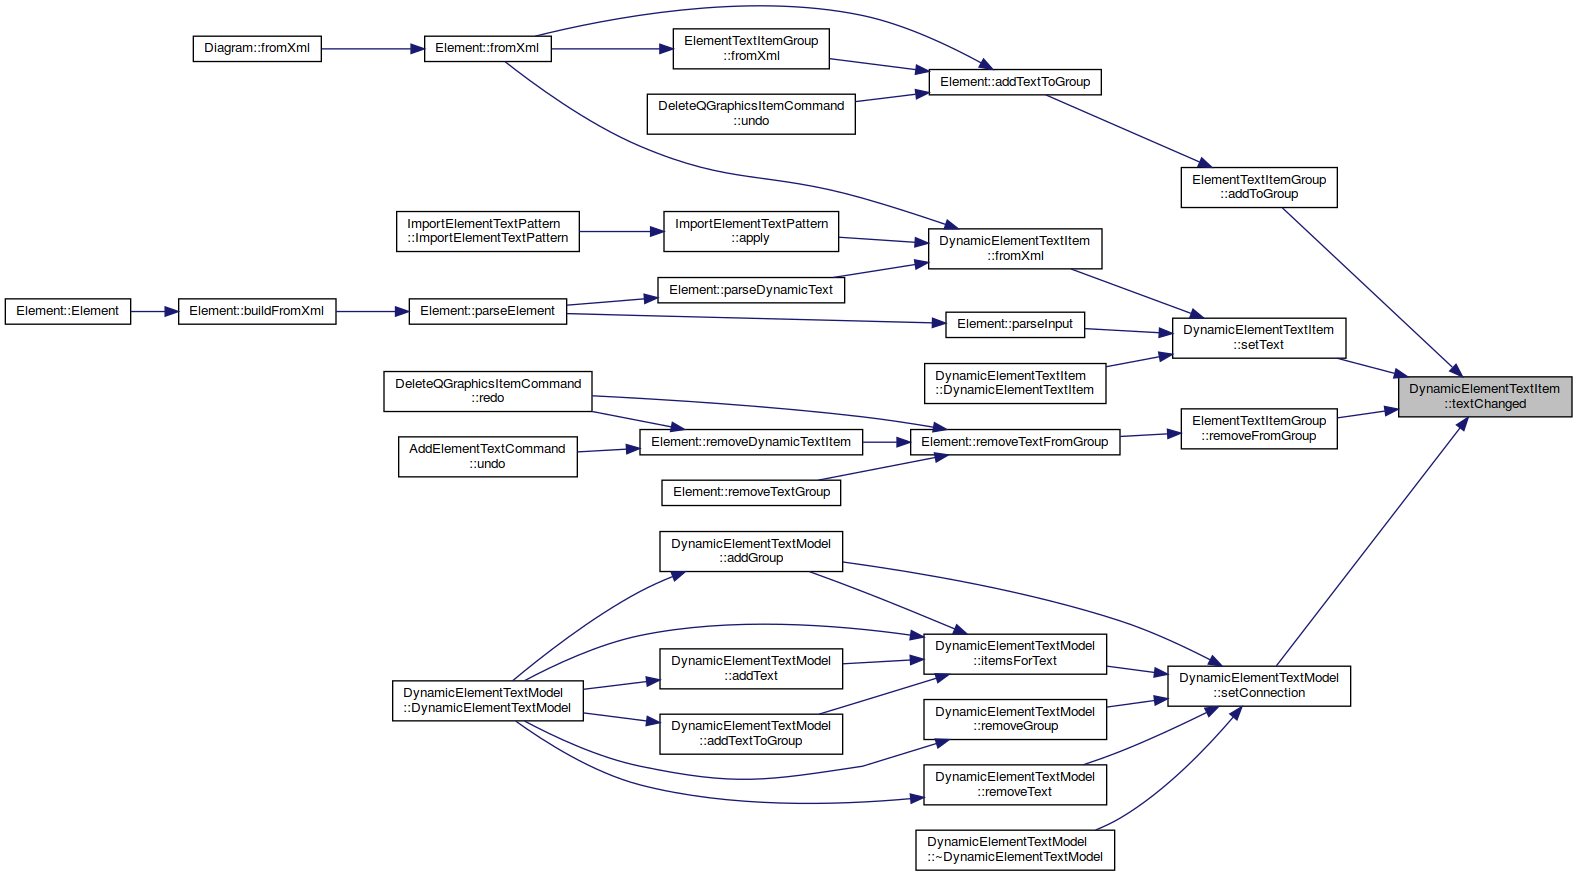 Diagram::fromXml
Element::fromXml
ElementTextItemGroup
::fromXml
Element::addTextToGroup
DeleteQGraphicsItemCommand
::undo
ElementTextItemGroup
::addToGroup
ImportElementTextPattern
::ImportElementTextPattern
ImportElementTextPattern
::apply
DynamicElementTextItem
::fromXml
Element::parseDynamicText
Element::Element
Element::buildFromXml
Element::parseElement
Element::parseInput
DynamicElementTextItem
::setText
DynamicElementTextItem
::DynamicElementTextItem
DynamicElementTextItem
::textChanged
DeleteQGraphicsItemCommand
::redo
ElementTextItemGroup
::removeFromGroup
Element::removeDynamicTextItem
Element::removeTextFromGroup
AddElementTextCommand
::undo
Element::removeTextGroup
DynamicElementTextModel
::addGroup
DynamicElementTextModel
::itemsForText
DynamicElementTextModel
::addText
DynamicElementTextModel
::setConnection
DynamicElementTextModel
::DynamicElementTextModel
DynamicElementTextModel
::removeGroup
DynamicElementTextModel
::addTextToGroup
DynamicElementTextModel
::removeText
DynamicElementTextModel
::~DynamicElementTextModel